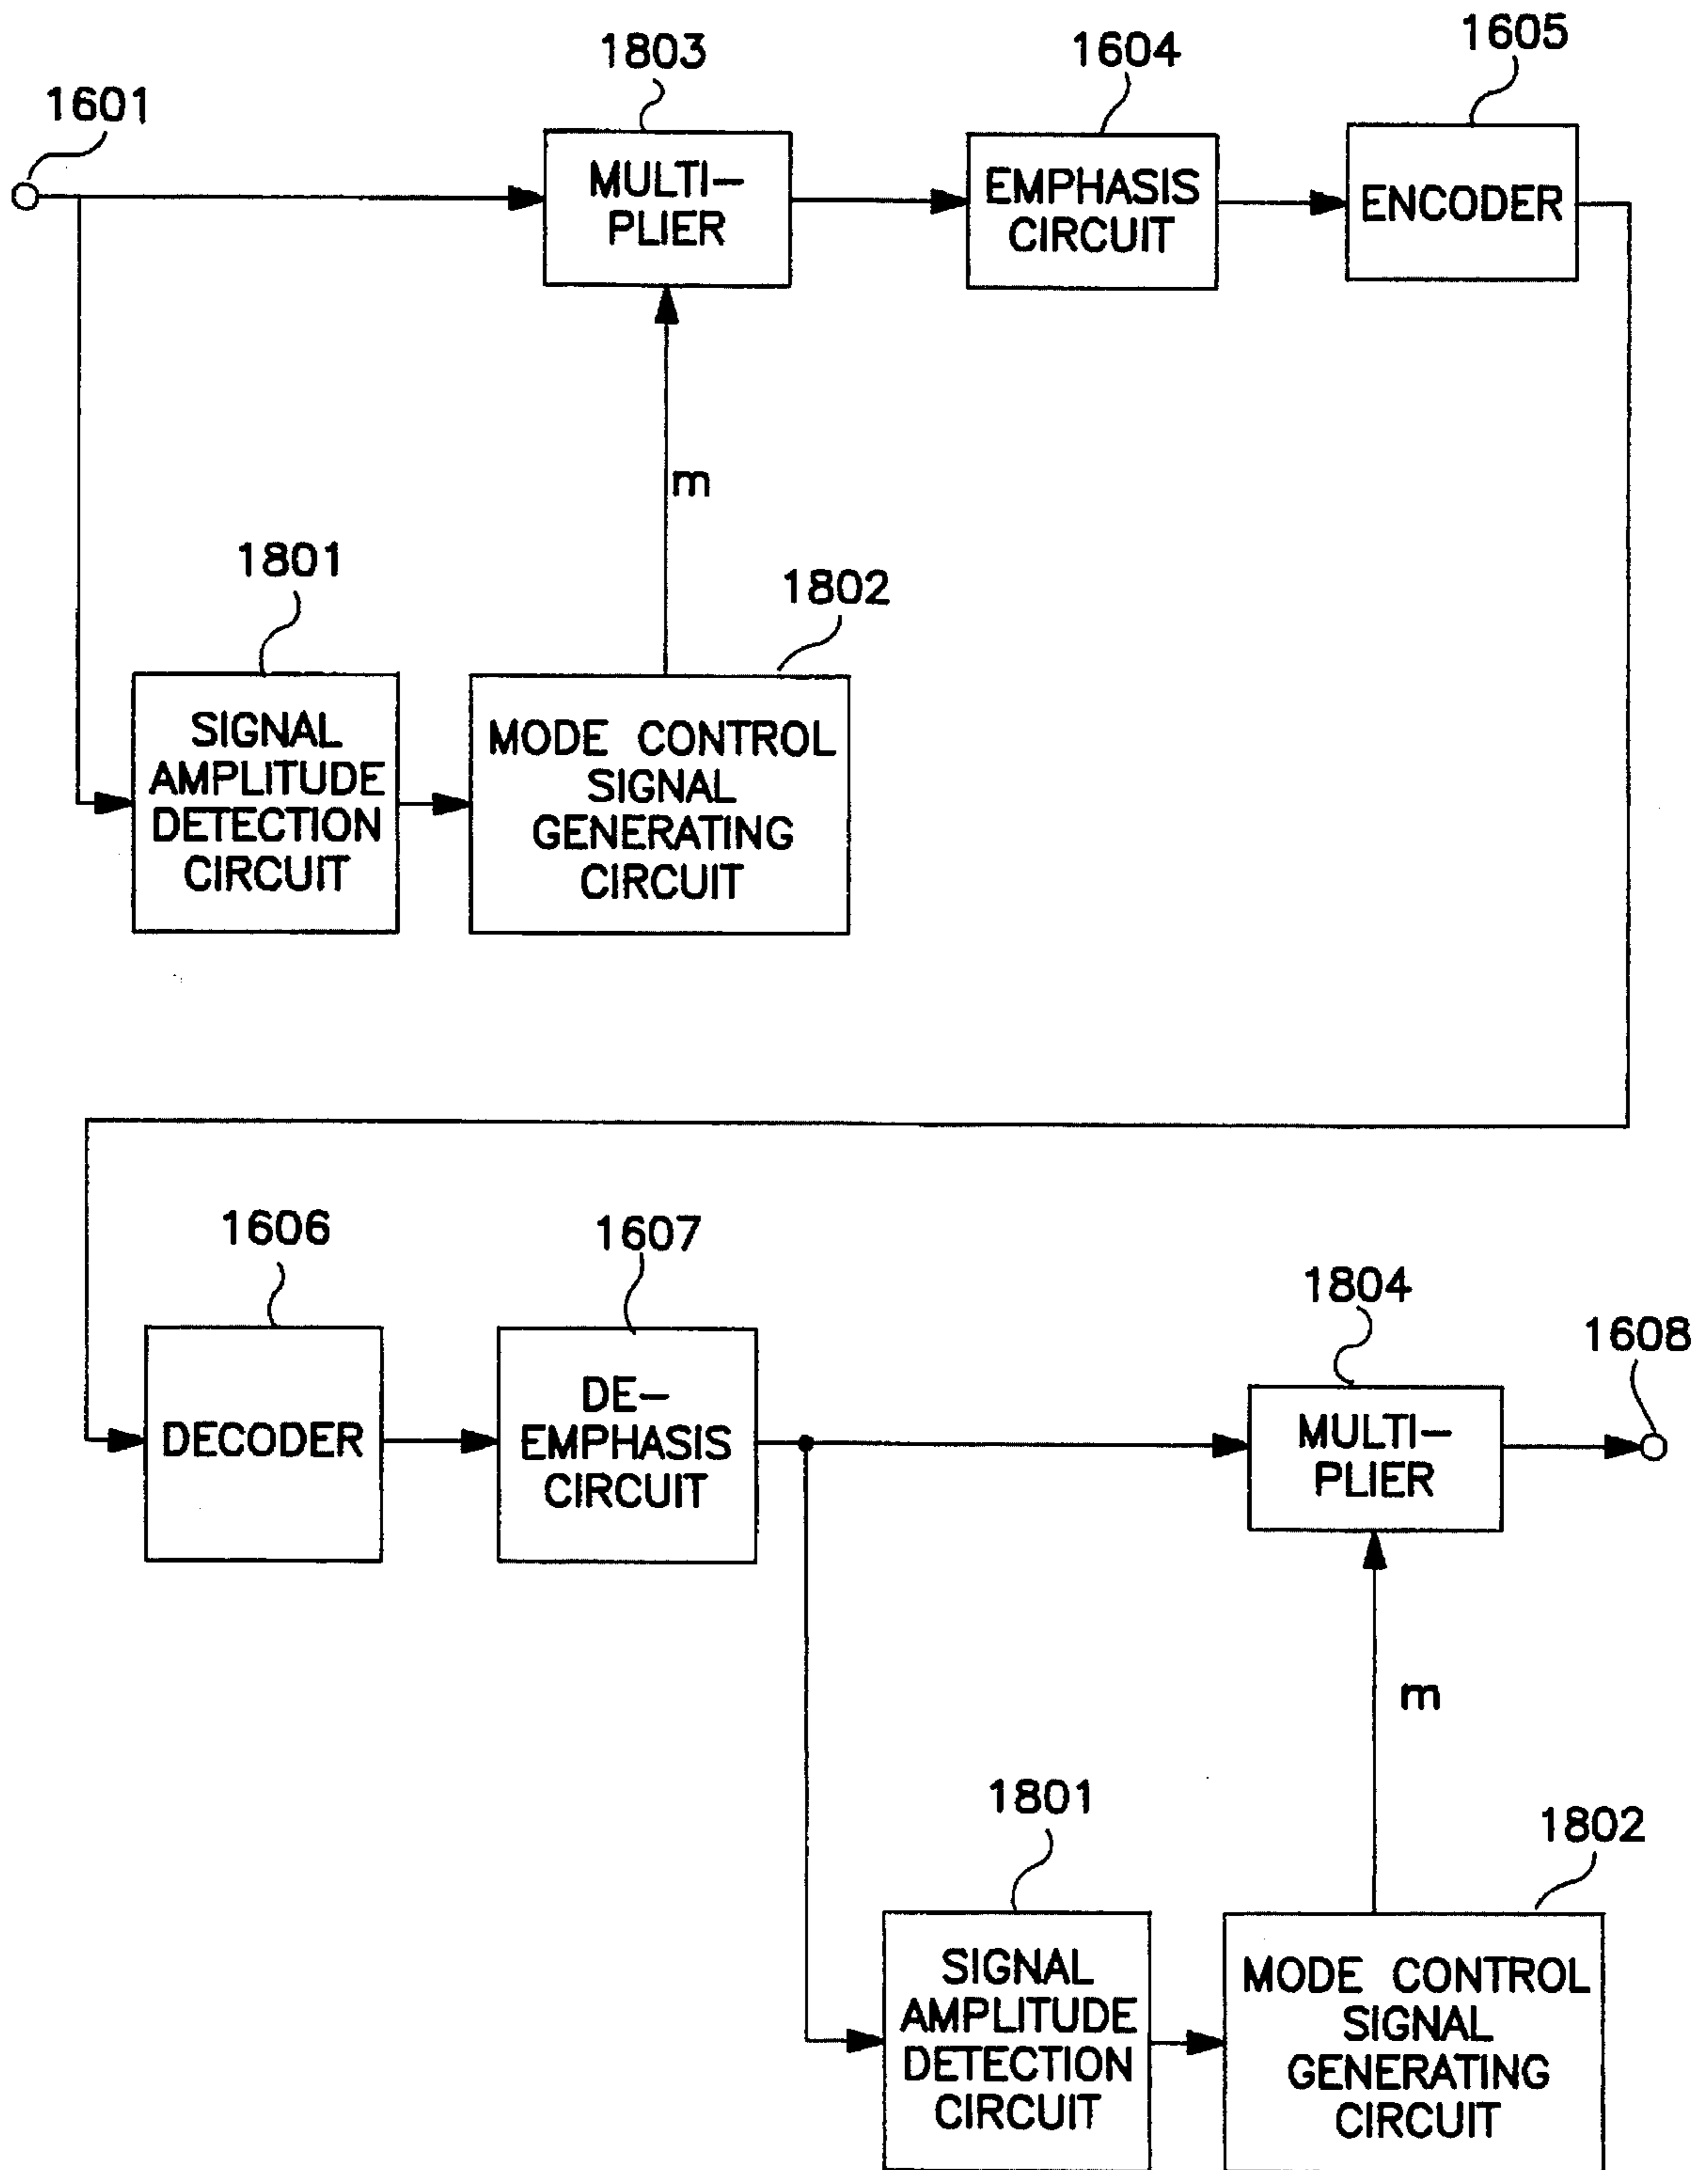 1803
1604
1605
1601
MULTI-
PLIER
EMPHASIS
CIRCUIT
ENCODER
m
1801
1802
SIGNAL
AMPLITUDE
DETECTION
CIRCUIT
MODE CONTROL
SIGNAL
GENERATING
CIRCUIT
1606
1607
1804
1608
DECODER
DE-
EMPHASIS
CIRCUIT
MULTI-
PLIER
m
1801
1802
SIGNAL
AMPLITUDE
DETECTION
CIRCUIT
MODE CONTROL
SIGNAL
GENERATING
CIRCUIT